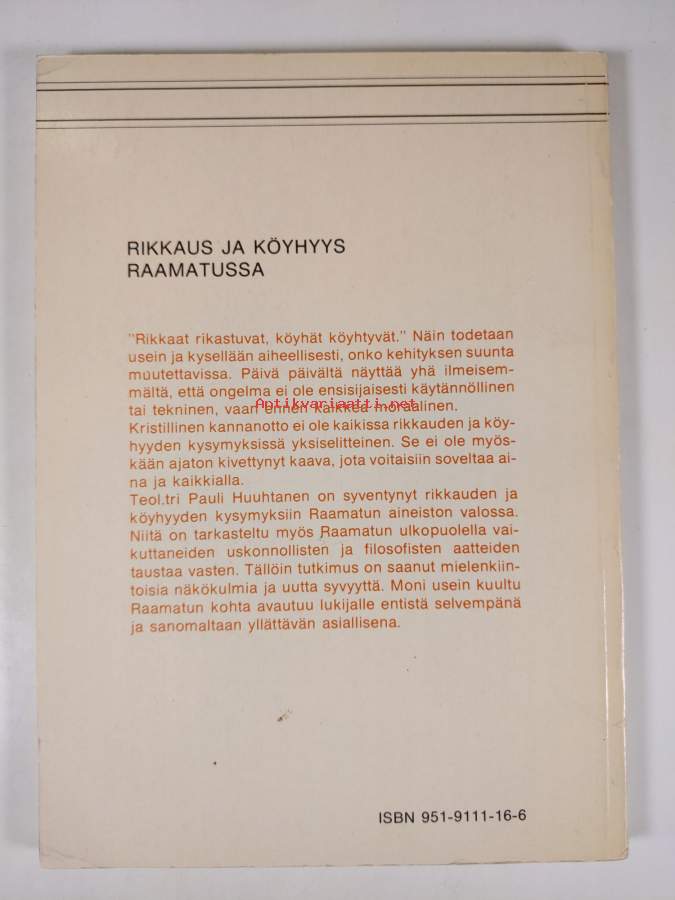 RIKKAUS JA KÖYHYYS
RAAMATUSSA
"Rikkaat rikastuvat, köyhät köyhtyvät." Näin todetaan
usein ja kysellään aiheellisesti, onko kehityksen suunta
muutettavissa. Päivä päivältä näyttää yhä ilmeisem-
mältä, että ongelma ei ole ensisijaisesti käytännöllinen
tai tekninen, vaan ennen kaikkea moraalinen.
Antikvariaatti.net
Kristillinen kannanotto ei ole kaikissa rikkauden ja köy-
hyyden kysymyksissä yksiselitteinen. Se ei ole myös-
kään ajaton kivettynyt kaava, jota voitaisiin soveltaa ai-
na ja kaikkialla.
Teol.tri Pauli Huuhtanen on syventynyt rikkauden ja
köyhyyden kysymyksiin Raamatun aineiston valossa.
Niitä on tarkasteltu myös Raamatun ulkopuolella vai-
kuttaneiden uskonnollisten ja filosofisten aatteiden
taustaa vasten. Tällöin tutkimus on saanut mielenkiin-
toisia näkökulmia ja uutta syvyyttä. Moni usein kuultu
Raamatun kohta avautuu lukijalle entistä selvempänä
ja sanomaltaan yllättävän asiallisena.
ISBN 951-9111-16-6